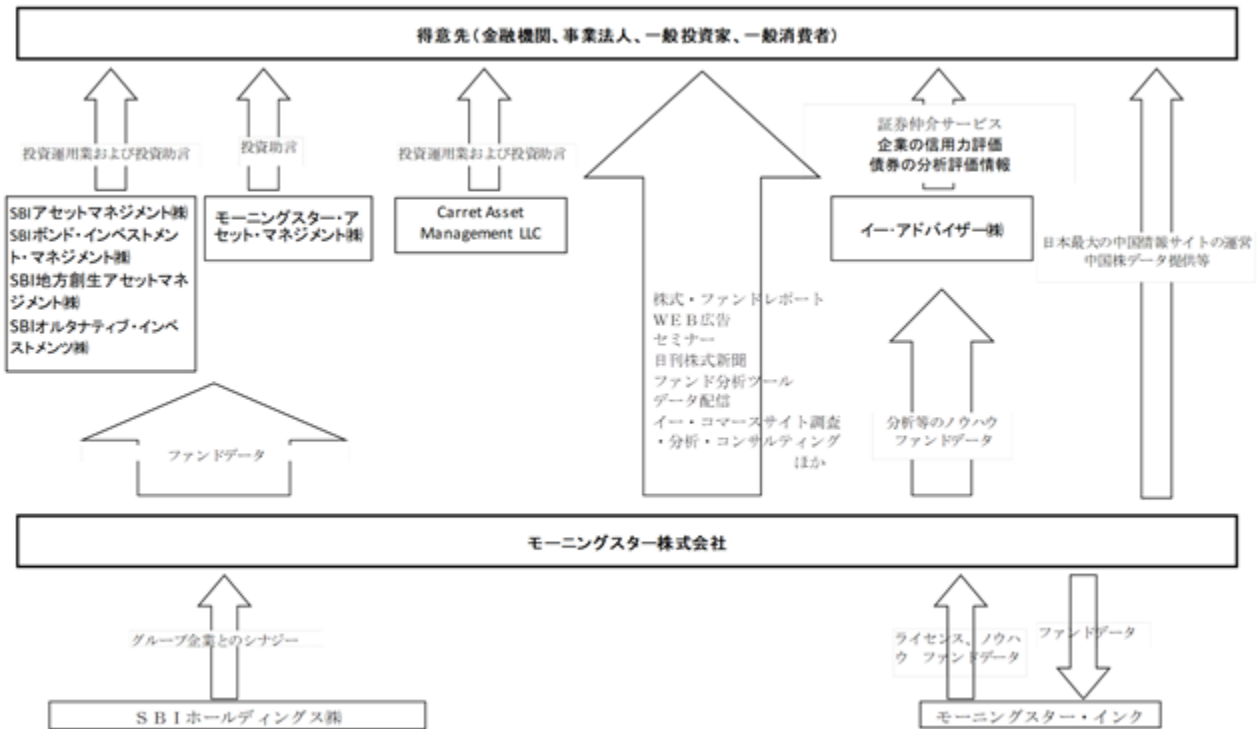 得意先(金融機関、事業法人、一般投資家、一般消費者)
投資運用業および投資助言
投資助言
投資運用業および投資助言
証券仲介サービス
企業の信用力評価
債券の分析評価情報
SBIアセットマネジメント㈱
SBIボンド・インベストメン
ト・マネジメント㈱
SBI地方創生アセットマネ
ジメント㈱
SBIオルタナティブ・インベ
ストメンツ㈱
モーニングスター・ア
セット・マネジメント㈱
Carret Asset
Management LLC
イー・アドバイザー㈱
日本最大の中国情報サイトの運営
中国株データ提供等
株式・ファンドレポート
ＷＥＢ広告
セミナー
日刊株式新聞
ファンド分析ツール
データ配信
イー・コマースサイト調査
・分析・コンサルティング
ほか
ファンドデータ
分析等のノウハウ
ファンドデータ
モーニングスター株式会社
グループ企業とのシナジー
ライセンス、ノウハ
ウ　ファンドデータ
ファンドデータ
ＳＢＩホールディングス㈱
モーニングスター・インク